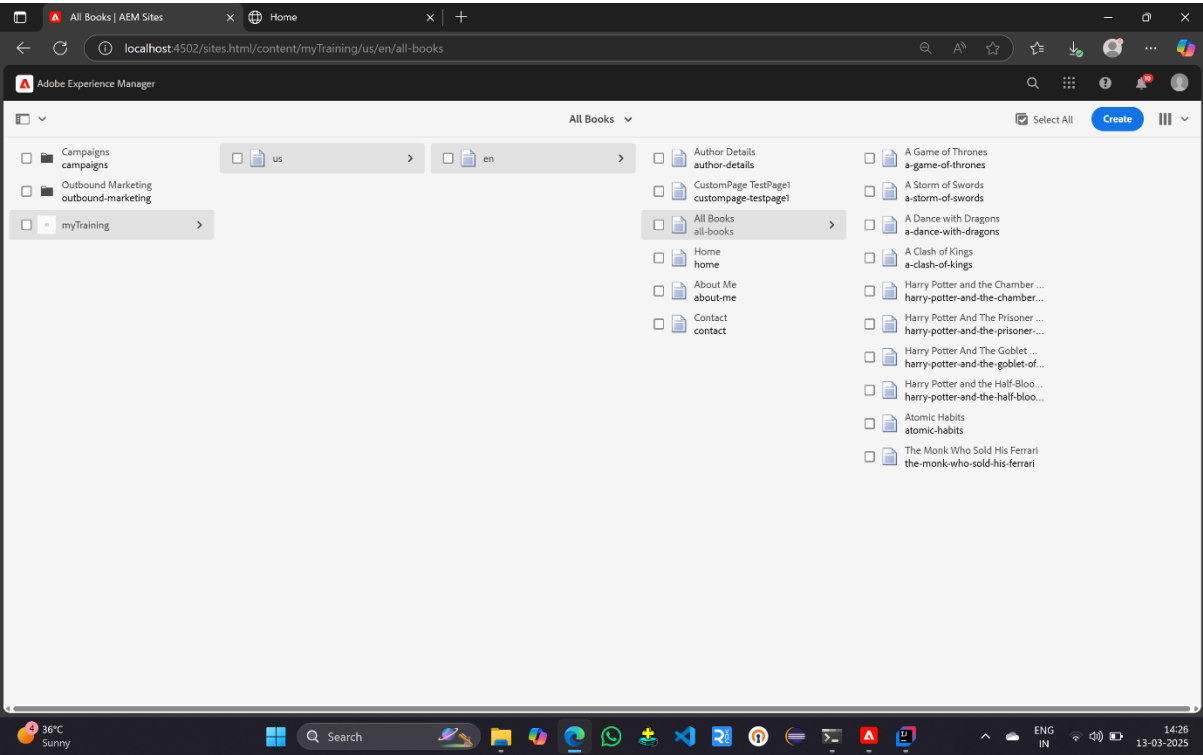 All Books | AEM Sites
Home
localhost:4502/sites.html/content/myTraining/us/en/all-books
Adobe Experience Manager
10
All Books
Select All
Create
Campaigns
campaigns
Outbound Marketing
outbound-marketing
myTraining
us
en
Author Details
author-details
CustomPage TestPage1
custompage-testpage1
All Books
all-books
Home
home
About Me
about-me
Contact
contact
A Game of Thrones
a-game-of-thrones
A Storm of Swords
a-storm-of-swords
A Dance with Dragons
a-dance-with-dragons
A Clash of Kings
a-clash-of-kings
Harry Potter and the Chamber ...
harry-potter-and-the-chamber...
Harry Potter And The Prisoner ...
harry-potter-and-the-prisoner-...
Harry Potter And The Goblet ...
harry-potter-and-the-goblet-of...
Harry Potter and the Half-Bloo...
harry-potter-and-the-half-bloo...
Atomic Habits
atomic-habits
The Monk Who Sold His Ferrari
the-monk-who-sold-his-ferrari
4
36°C
Sunny
Search
ENG
IN
14:26
13-03-2025